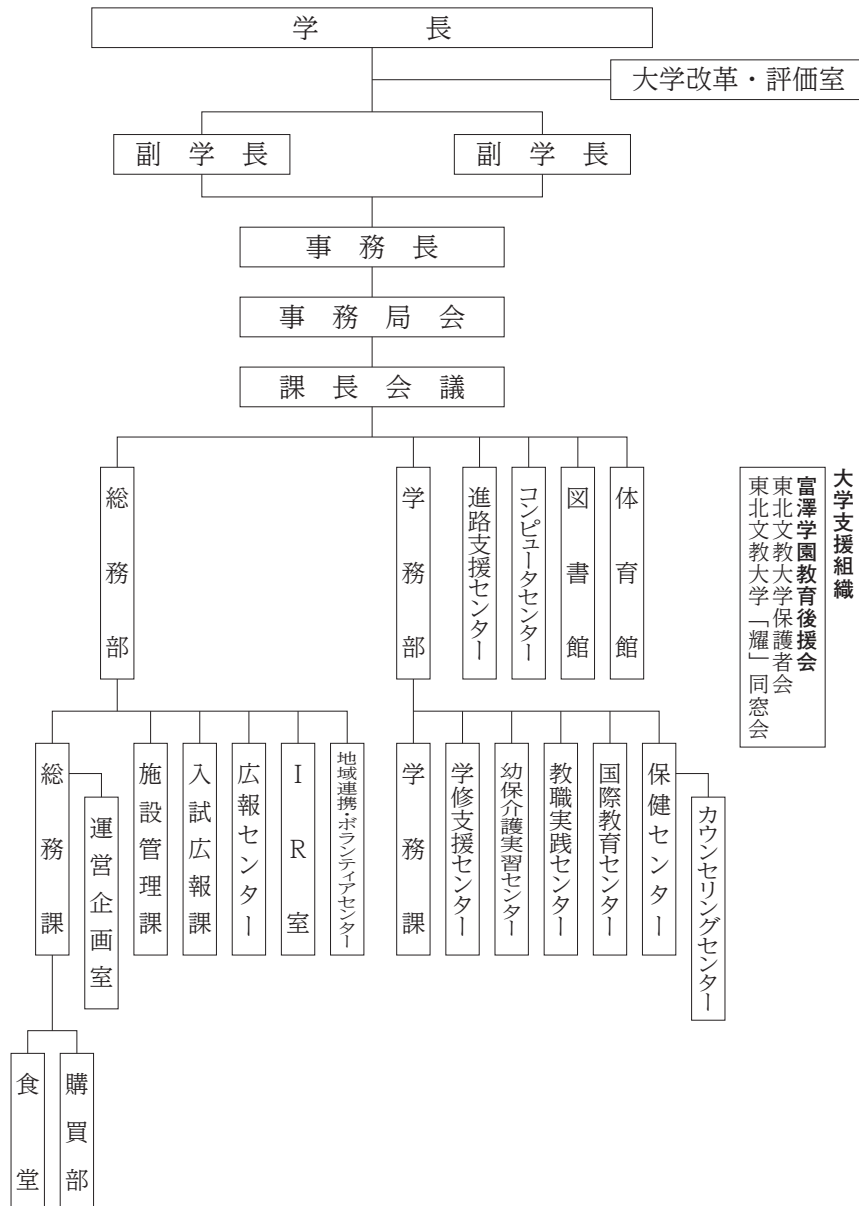 学長
大学改革・評価室
副学長
副学長
事務長
事務局会
課長会議
総務部
学務部
進路支援センター
コンピュータセンター
図書館
体育館
大学支援組織
富澤学園教育後援会
東北文教大学保護者会
東北文教大学「耀」同窓会
総務課
運営企画室
施設管理課
入試広報課
広報センター
IR室
地域連携・ボランティアセンター
学務課
学修支援センター
幼保介護実習センター
教職実践センター
国際教育センター
保健センター
カウンセリングセンター
食堂
購買部